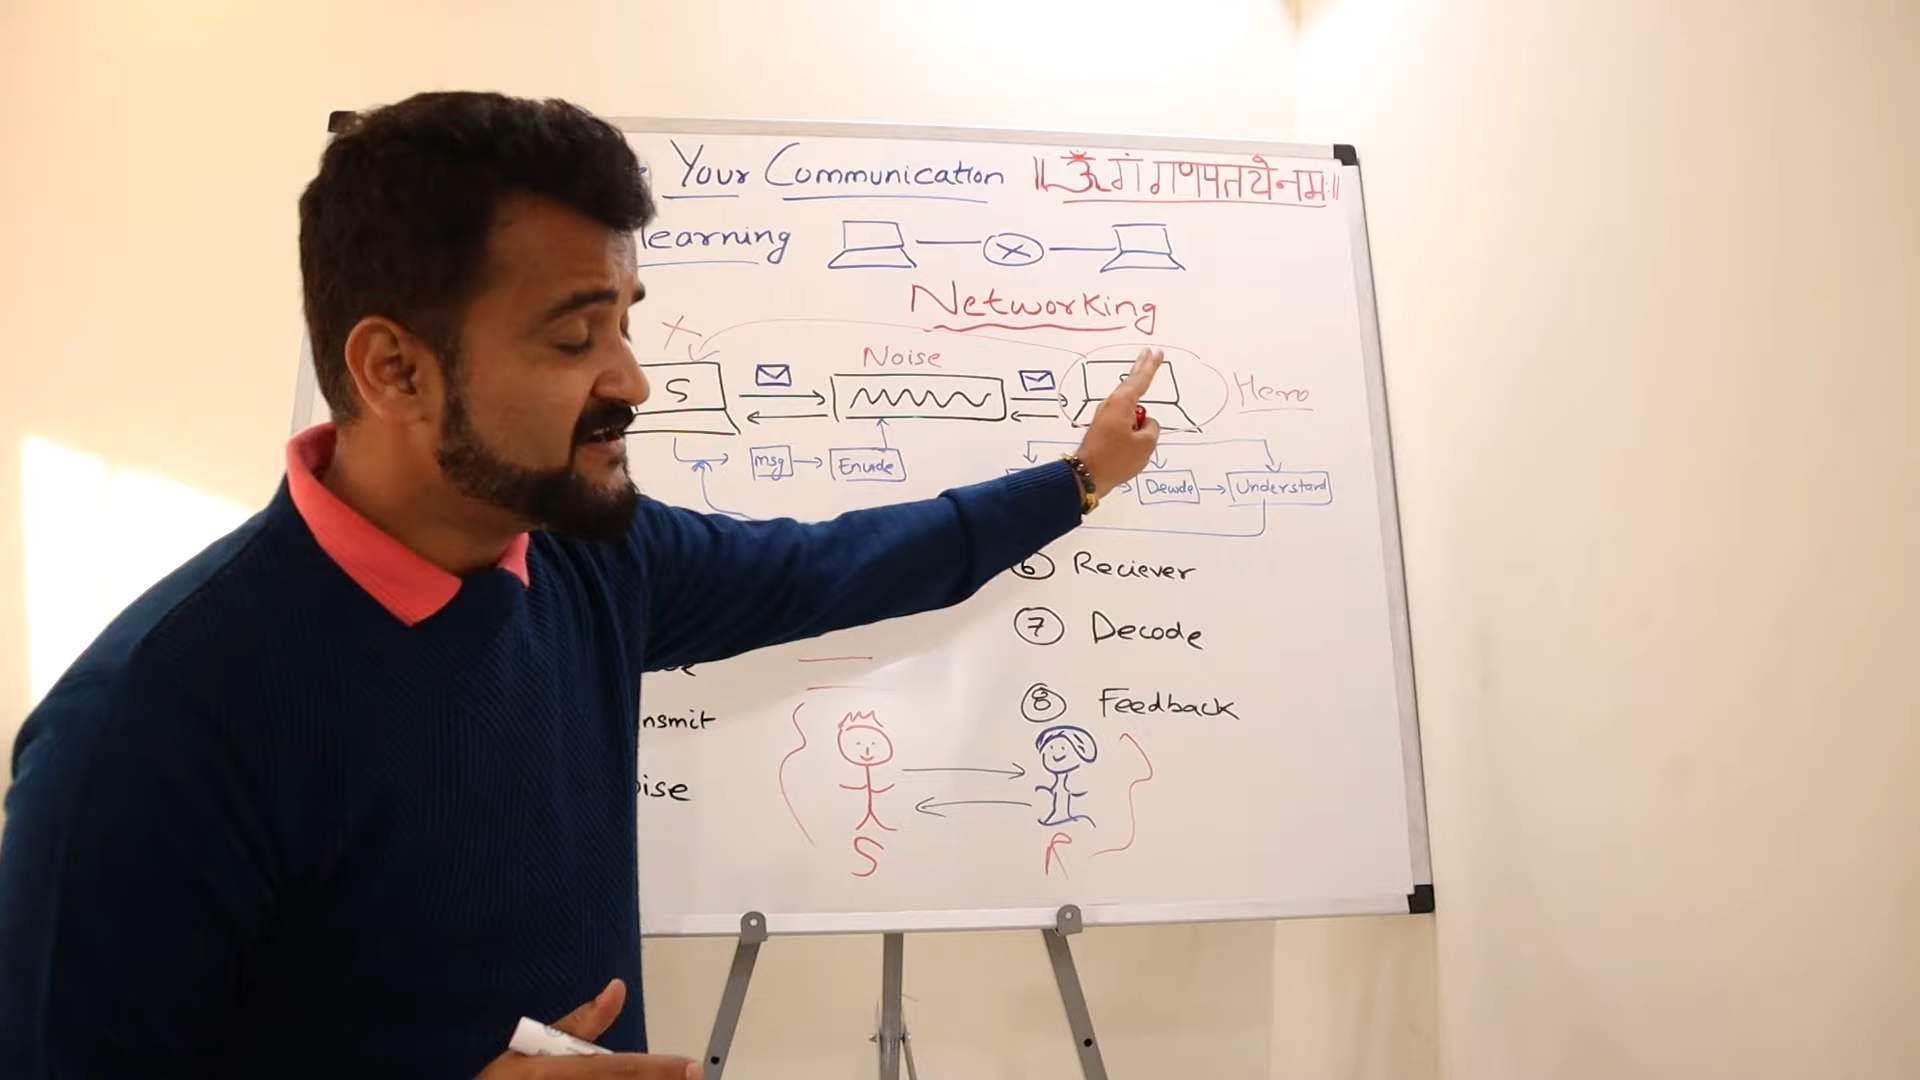 Your Communication ॥ ॐ गं गणपतये नमः ॥
learning
Networking
Noise
S
Hero
msg
Encode
Decode
Understand
6 Reciever
7 Decode
8 Feedback
nsmit
oise
S
R